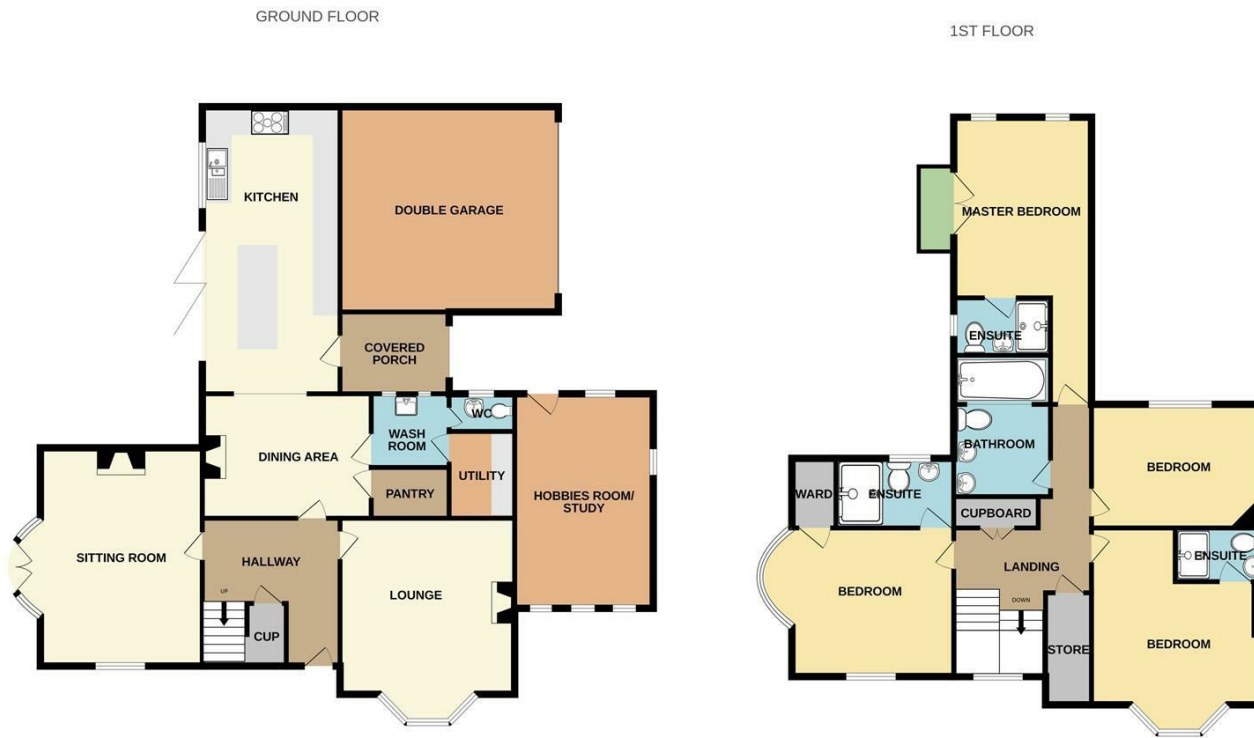 GROUND FLOOR
KITCHEN
DOUBLE GARAGE
COVERED
PORCH
WC
WASH
ROOM
DINING AREA
UTILITY
PANTRY
HOBBIES ROOM/
STUDY
SITTING ROOM
HALLWAY
UP
LOUNGE
CUP
1ST FLOOR
MASTER BEDROOM
ENSUITE
BATHROOM
BEDROOM
WARD
ENSUITE
CUPBOARD
ENSUITE
LANDING
BEDROOM
DOWN
STORE
BEDROOM